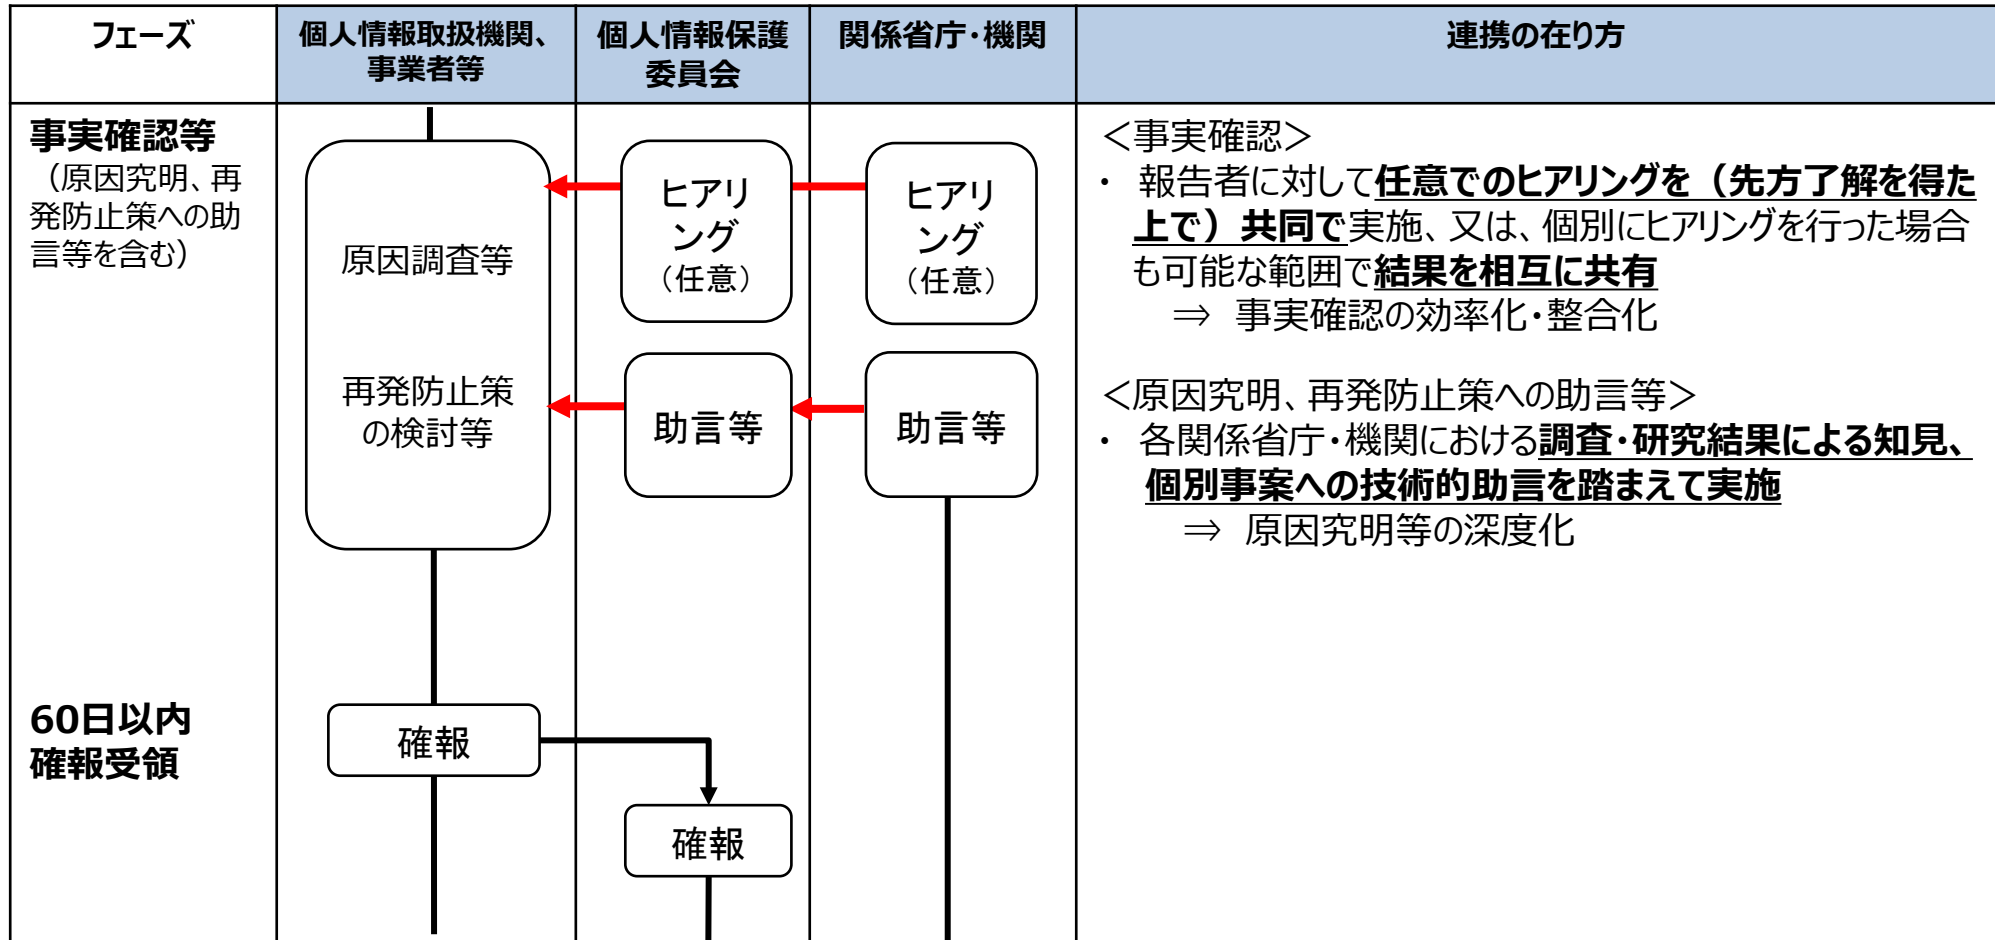 フェーズ
個人情報取扱機関、
事業者等
個人情報保護
委員会
関係省庁・機関
連携の在り方
事実確認等
（原因究明、再
発防止策への助
言等を含む）
原因調査等
再発防止策
の検討等
ヒアリ
ング
（任意）
ヒアリ
ング
（任意）
助言等
助言等
＜事実確認＞
・ 報告者に対して任意でのヒアリングを（先方了解を得た
上で）共同で実施、又は、個別にヒアリングを行った場合
も可能な範囲で結果を相互に共有
⇒ 事実確認の効率化・整合化
＜原因究明、再発防止策への助言等＞
・ 各関係省庁・機関における調査・研究結果による知見、
個別事案への技術的助言を踏まえて実施
⇒ 原因究明等の深度化
60日以内
確報受領
確報
確報